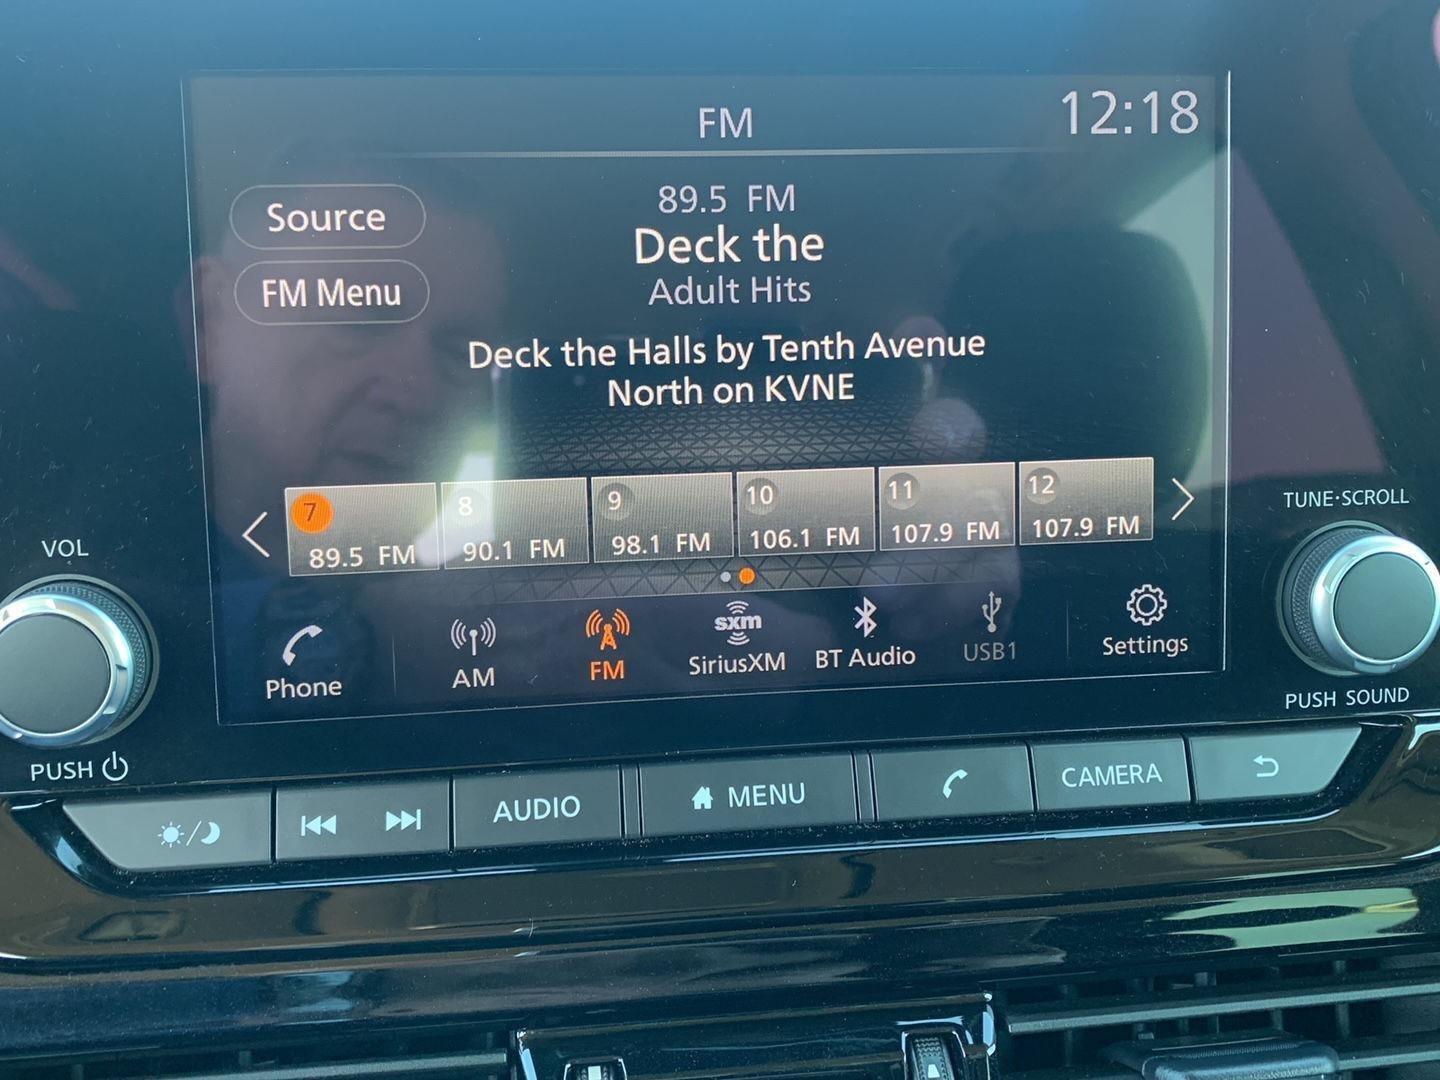 FM
12:18
Source
FM Menu
89.5 FM
Deck the
Adult Hits
Deck the Halls by Tenth Avenue
North on KVNE
7
89.5 FM
8
90.1 FM
9
98.1 FM
10
106.1 FM
11
107.9 FM
12
107.9 FM
Phone
AM
FM
sxm
SiriusXM
BT Audio
USB1
Settings
VOL
PUSH
TUNE·SCROLL
PUSH SOUND
AUDIO
MENU
CAMERA